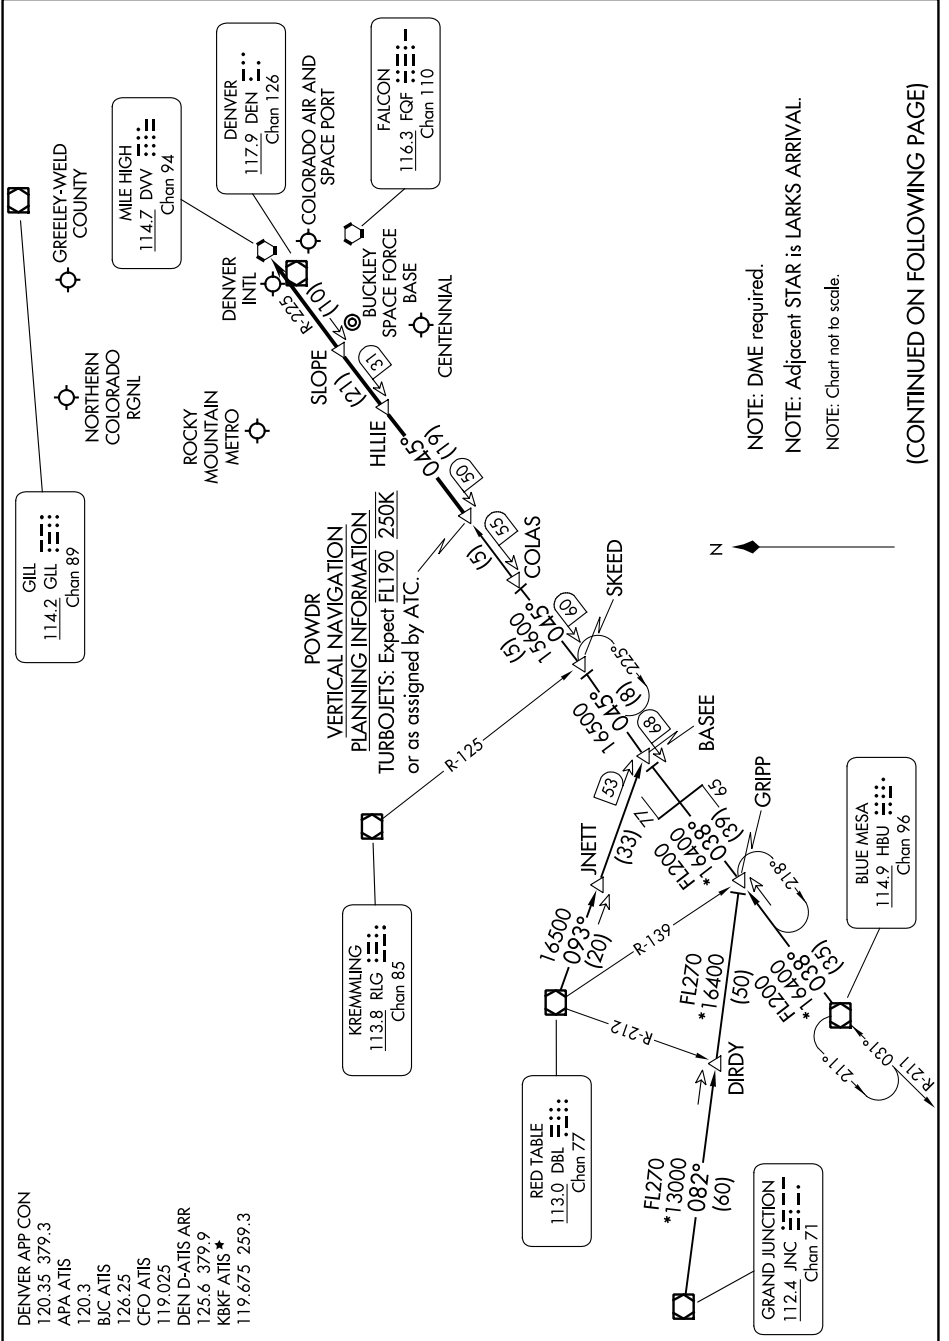 DENVER APP CON
120.35 379.3
APA ATIS
120.3
BJC ATIS
126.25
CFO ATIS
119.025
DEN D-ATIS ARR
125.6 379.9
KBKF ATIS ★
119.675 259.3
GILL
114.2 GLL
Chan 89
NORTHERN
COLORADO
RGNL
GREELEY-WELD
COUNTY
ROCKY
MOUNTAIN
METRO
MILE HIGH
114.7 DVV
Chan 94
DENVER
INTL
DENVER
117.9 DEN
Chan 126
COLORADO AIR AND
SPACE PORT
FALCON
116.3 FQF
Chan 110
BUCKLEY
SPACE FORCE
BASE
CENTENNIAL
R-225
(10)
SLOPE
31
(21)
HLLIE
045°
(19)
50
POWDR
VERTICAL NAVIGATION
PLANNING INFORMATION
TURBOJETS: Expect FL190 250K
or as assigned by ATC.
(5)
55
COLAS
15600
045°
(5)
60
SKEED
225°
16500
045°
(8)
68
BASEE
KREMMLING
113.8 RLG
Chan 85
R-125
53
JNETT
(33)
77
65
FL200
*16400
038°
(39)
GRIPP
218°
16500
093°
(20)
R-139
R-212
RED TABLE
113.0 DBL
Chan 77
FL270
*16400
(50)
DIRDY
FL200
*16400
038°
(35)
BLUE MESA
114.9 HBU
Chan 96
211°
031°
R-211
FL270
*13000
082°
(60)
GRAND JUNCTION
112.4 JNC
Chan 71
N
NOTE: DME required.
NOTE: Adjacent STAR is LARKS ARRIVAL.
NOTE: Chart not to scale.
(CONTINUED ON FOLLOWING PAGE)